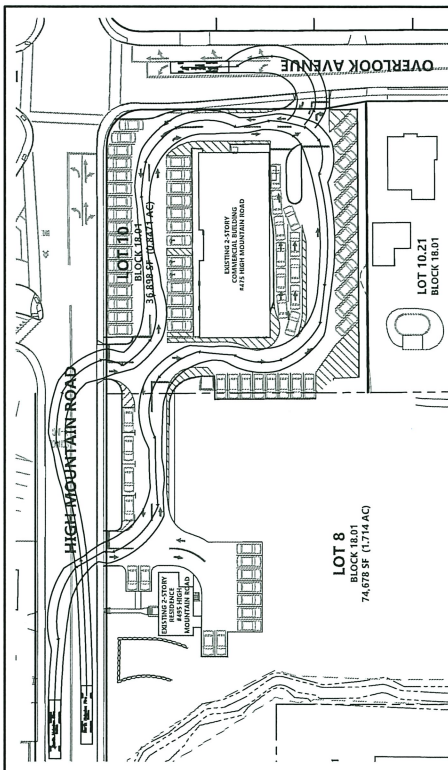 OVERLOOK AVENUE
HIGH MOUNTAIN ROAD
LOT 10
BLOCK 18.01
36,898 SF (0.8471 AC)
EXISTING 2-STORY
COMMERCIAL BUILDING
#475 HIGH MOUNTAIN ROAD
LOT 10.21
BLOCK 18.01
LOT 8
BLOCK 18.01
74,678 SF (1.714 AC)
EXISTING 2-STORY
RESIDENCE
#495 HIGH
MOUNTAIN ROAD